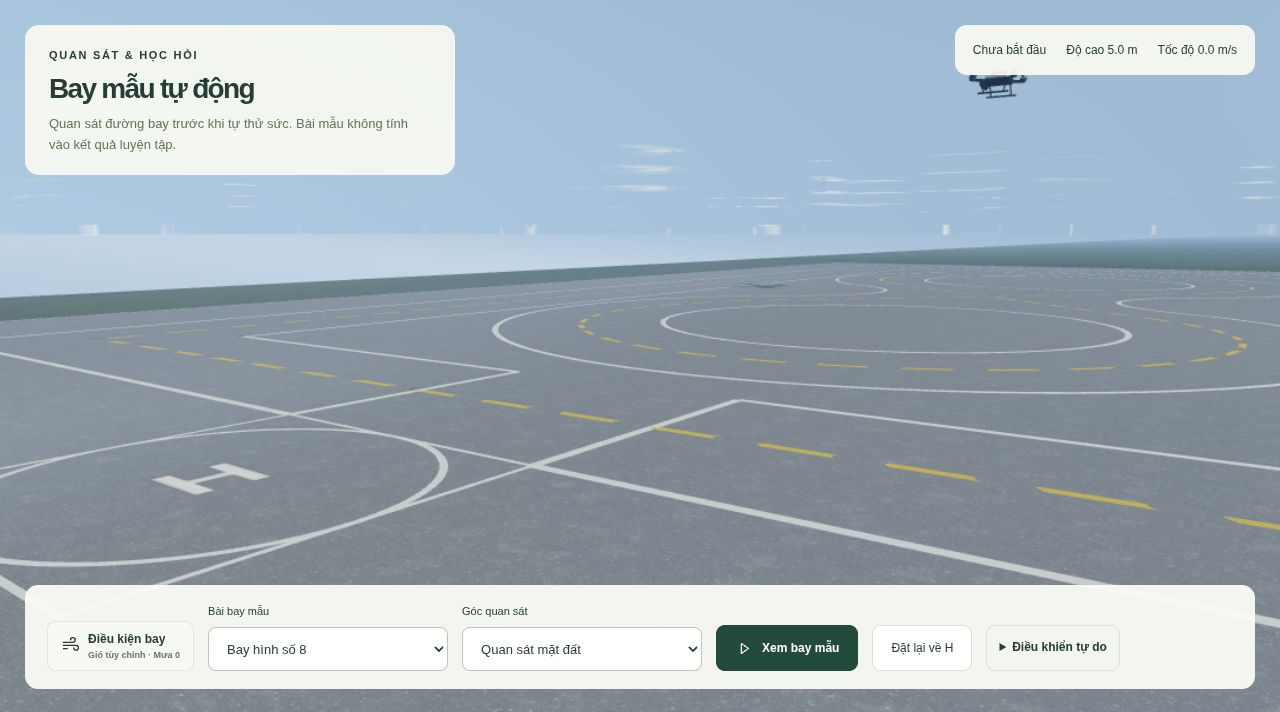 QUAN SÁT & HỌC HỎI
Bay mẫu tự động
Quan sát đường bay trước khi tự thử sức. Bài mẫu không tính
vào kết quả luyện tập.
Chưa bắt đầu Độ cao 5.0 m Tốc độ 0.0 m/s
H
Điều kiện bay
Gió tùy chỉnh · Mưa 0
Bài bay mẫu
Bay hình số 8
Góc quan sát
Quan sát mặt đất
Xem bay mẫu
Đặt lại về H
Điều khiển tự do